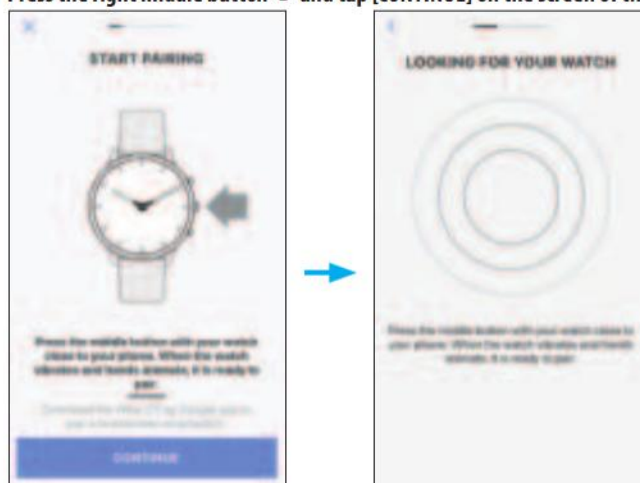 Press the right middle button and tap [CONTINUE] on the screen of the
START PAIRING
Press the middle button with your watch
close to your phone. When the watch
vibrates and hands animate, it is ready to
pair.
CONTINUE
LOOKING FOR YOUR WATCH
Press the middle button with your watch close to
your phone. When the watch vibrates and hands
animate, it is ready to pair.